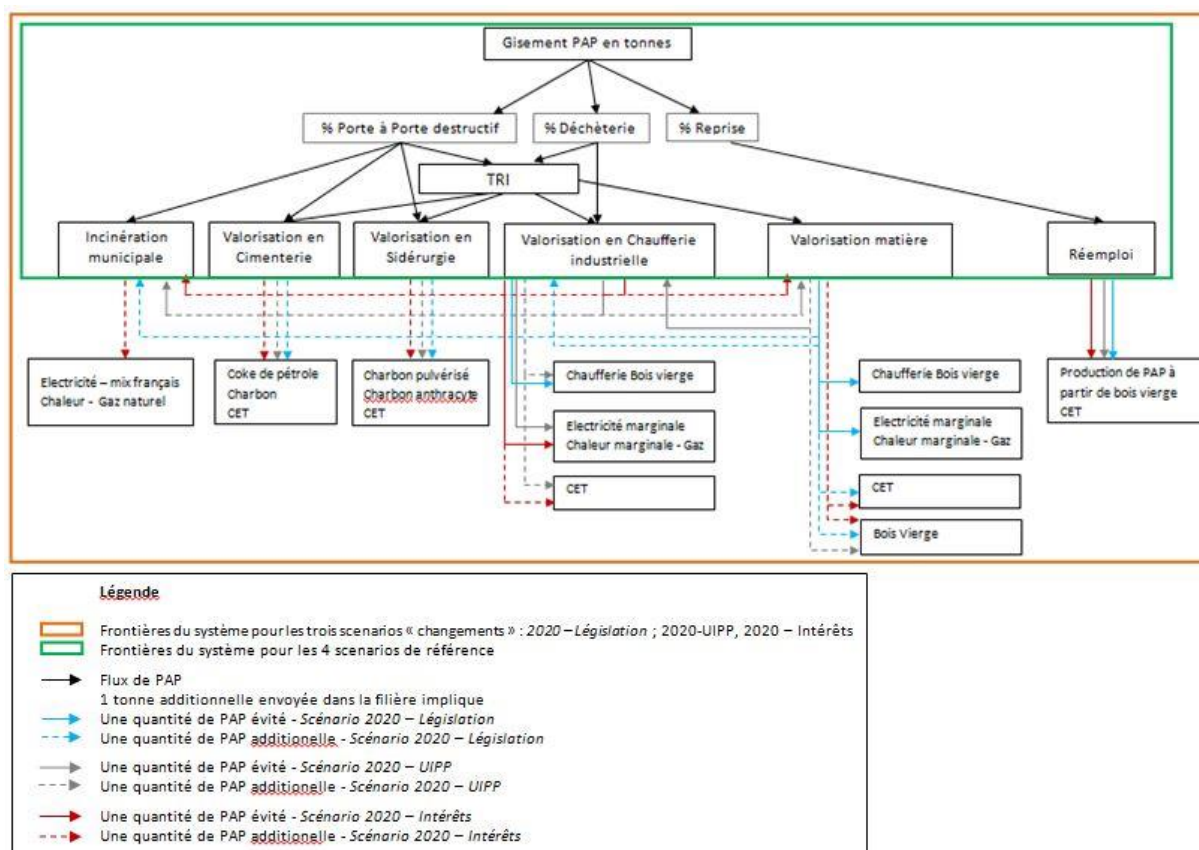 Gisement PAP en tonnes
% Porte à Porte destructif
% Déchèterie
% Reprise
TRI
Incinération
municipale
Valorisation en
Cimenterie
Valorisation en
Sidérurgie
Valorisation en Chaufferie
industrielle
Valorisation matière
Réemploi
Electricité – mix français
Chaleur - Gaz naturel
Coke de pétrole
Charbon
CET
Charbon pulvérisé
Charbon anthracyte
CET
Chaufferie Bois vierge
Electricité marginale
Chaleur marginale - Gaz
CET
Chaufferie Bois vierge
Electricité marginale
Chaleur marginale - Gaz
CET
Bois Vierge
Production de PAP à
partir de bois vierge
CET
Légende
Frontières du système pour les trois scenarios « changements » : 2020 – Législation ; 2020-UIPP, 2020 – Intérêts
Frontières du système pour les 4 scenarios de référence
Flux de PAP
1 tonne additionnelle envoyée dans la filière implique
Une quantité de PAP évité - Scénario 2020 – Législation
Une quantité de PAP additionelle - Scénario 2020 – Législation
Une quantité de PAP évité - Scénario 2020 – UIPP
Une quantité de PAP additionelle - Scénario 2020 – UIPP
Une quantité de PAP évité - Scénario 2020 – Intérêts
Une quantité de PAP additionelle - Scénario 2020 – Intérêts